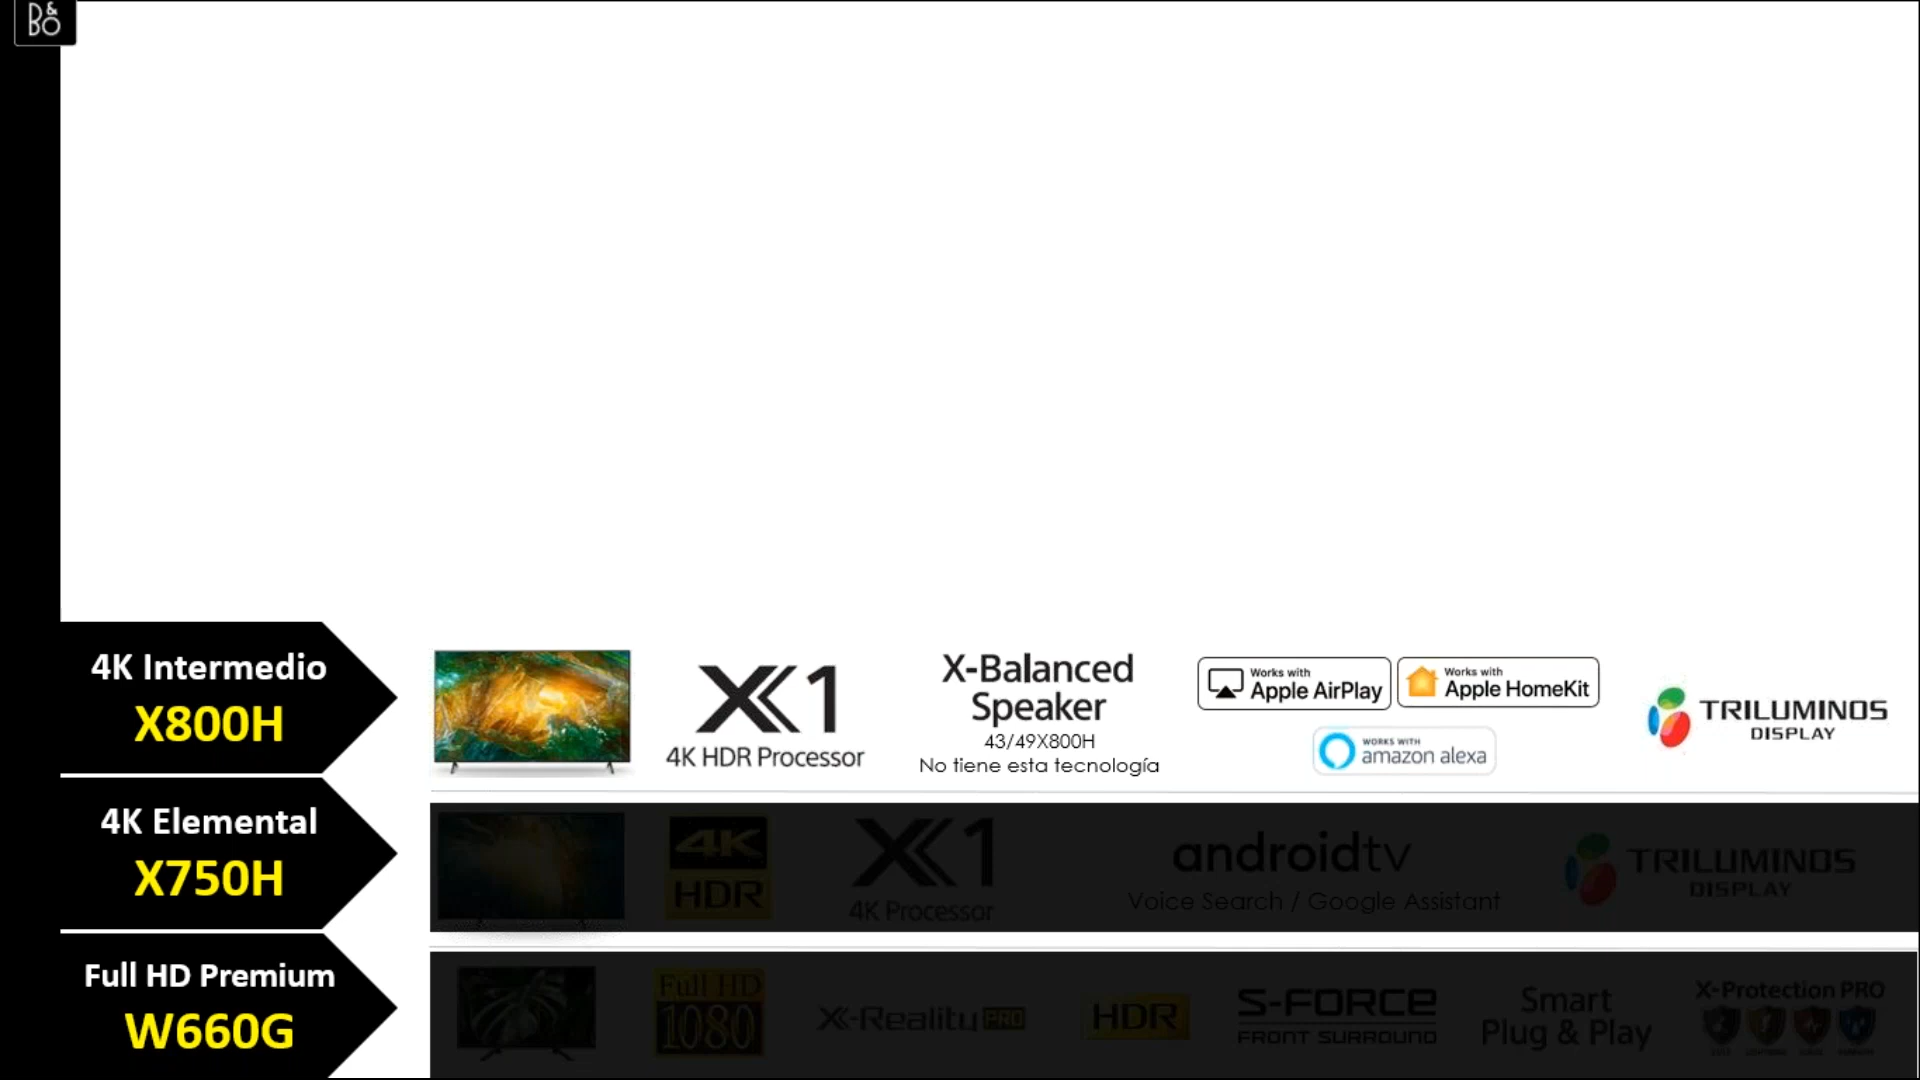 B&O
4K Intermedio
X800H
X1
4K HDR Processor
X-Balanced
Speaker
43/49X800H
No tiene esta tecnología
Works with
Apple AirPlay
Works with
Apple HomeKit
WORKS WITH
amazon alexa
TRILUMINOS
DISPLAY
4K Elemental
X750H
4K
HDR
X1
4K Processor
androidtv
Voice Search / Google Assistant
TRILUMINOS
DISPLAY
Full HD Premium
W660G
Full HD
1080
X-Reality PRO
HDR
S-FORCE
FRONT SURROUND
Smart
Plug & Play
X-Protection PRO